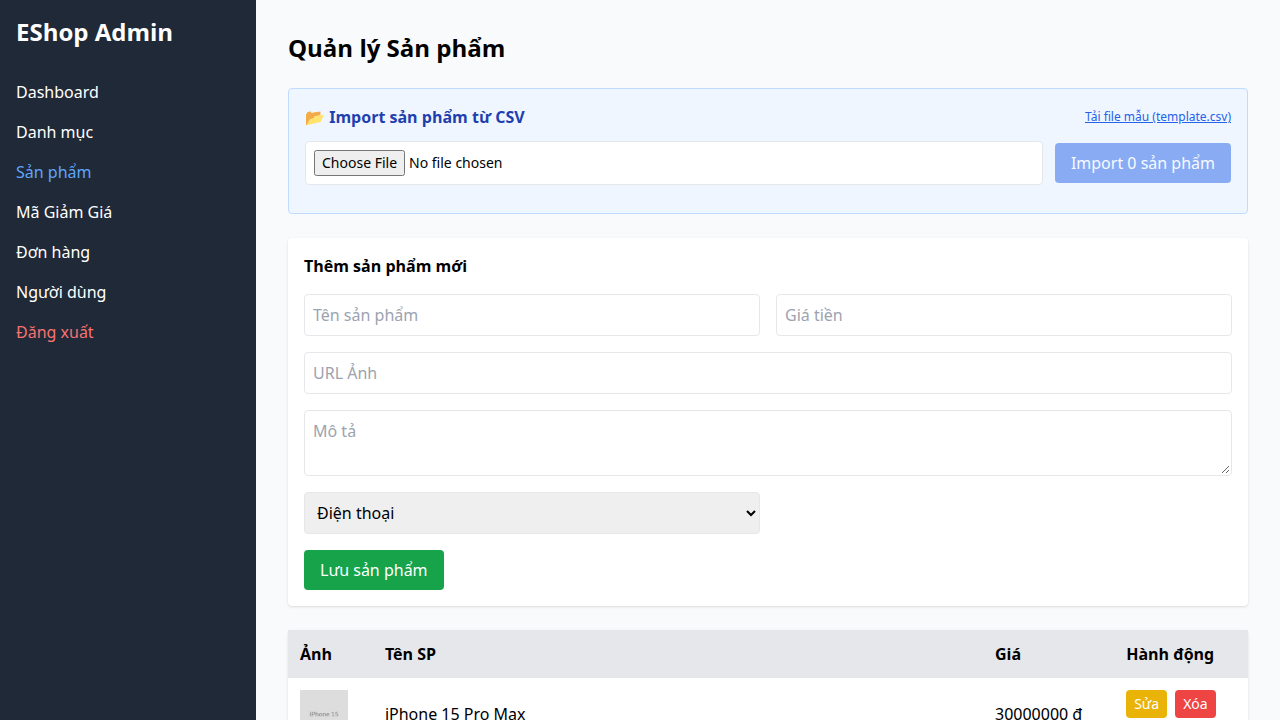 EShop Admin
Dashboard
Danh mục
Sản phẩm
Mã Giảm Giá
Đơn hàng
Người dùng
Đăng xuất
Quản lý Sản phẩm
📂 Import sản phẩm từ CSV
Tải file mẫu (template.csv)
Choose File No file chosen
Import 0 sản phẩm
Thêm sản phẩm mới
Tên sản phẩm
Giá tiền
URL Ảnh
Mô tả
Điện thoại
Lưu sản phẩm
Ảnh Tên SP Giá Hành động
iPhone 15
iPhone 15 Pro Max
30000000 đ
Sửa Xóa